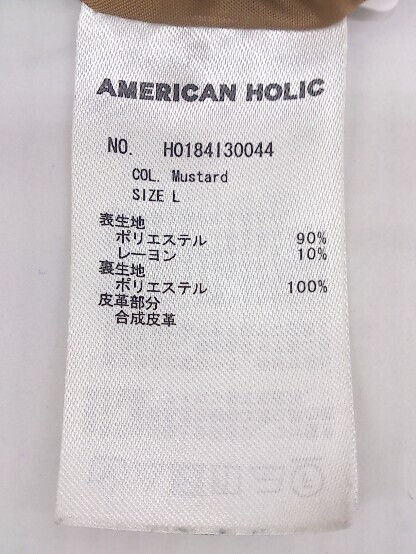 AMERICAN HOLIC
NO. H0184I30044
COL. Mustard
SIZE L
表生地
ポリエステル 90%
レーヨン 10%
裏生地
ポリエステル 100%
皮革部分
合成皮革